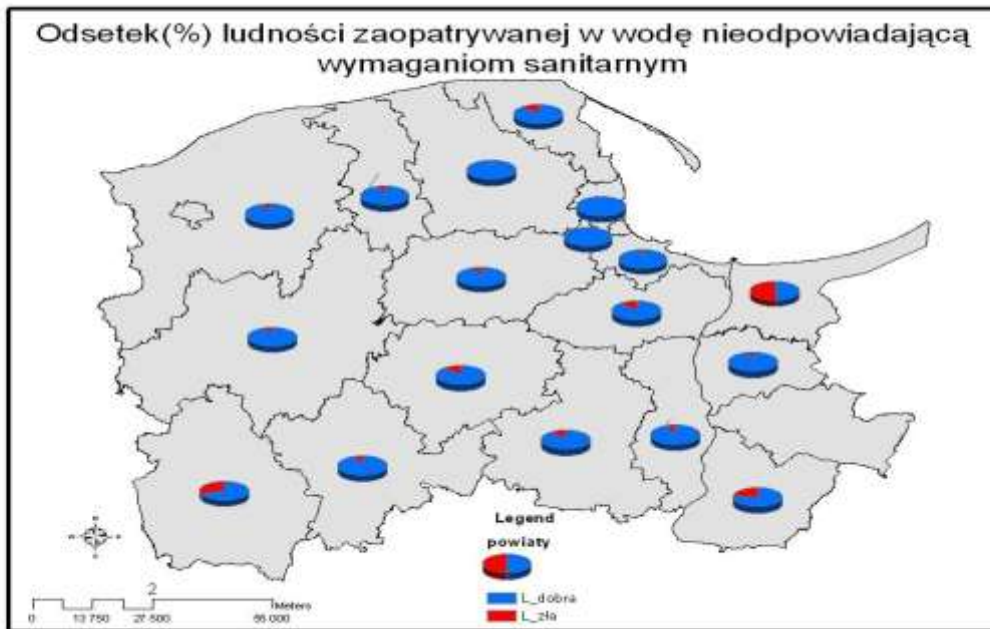 Odsetek(%) ludności zaopatrywanej w wodę nieodpowiadającą
wymaganiom sanitarnym
Legend
powiaty
L_dobra
L_zła
2
Meters
0 13 750 27 500 55 000